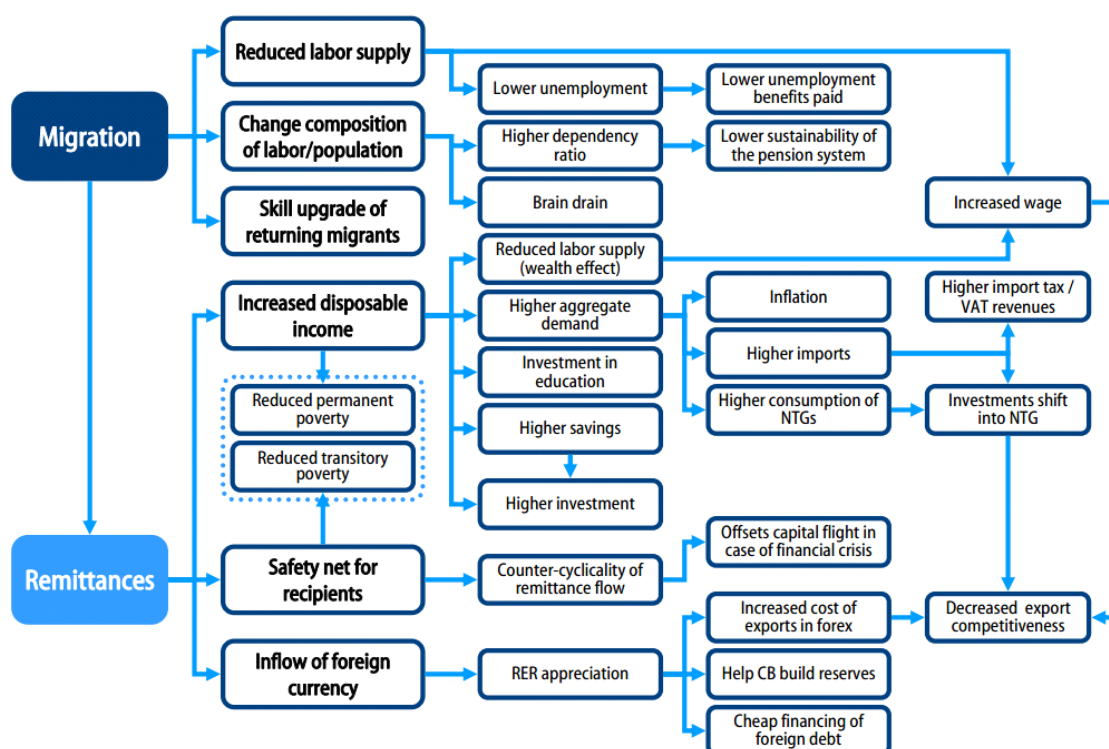 Migration
Reduced labor supply
Change composition
of labor/population
Skill upgrade of
returning migrants
Lower unemployment
Lower unemployment
benefits paid
Higher dependency
ratio
Lower sustainability of
the pension system
Brain drain
Increased wage
Remittances
Increased disposable
income
Reduced permanent
poverty
Reduced transitory
poverty
Safety net for
recipients
Inflow of foreign
currency
Reduced labor supply
(wealth effect)
Higher aggregate
demand
Investment in
education
Higher savings
Higher investment
Inflation
Higher imports
Higher consumption of
NTGs
Higher import tax /
VAT revenues
Investments shift
into NTG
Counter-cyclicality of
remittance flow
Offsets capital flight in
case of financial crisis
RER appreciation
Increased cost of
exports in forex
Help CB build reserves
Cheap financing of
foreign debt
Decreased export
competitiveness